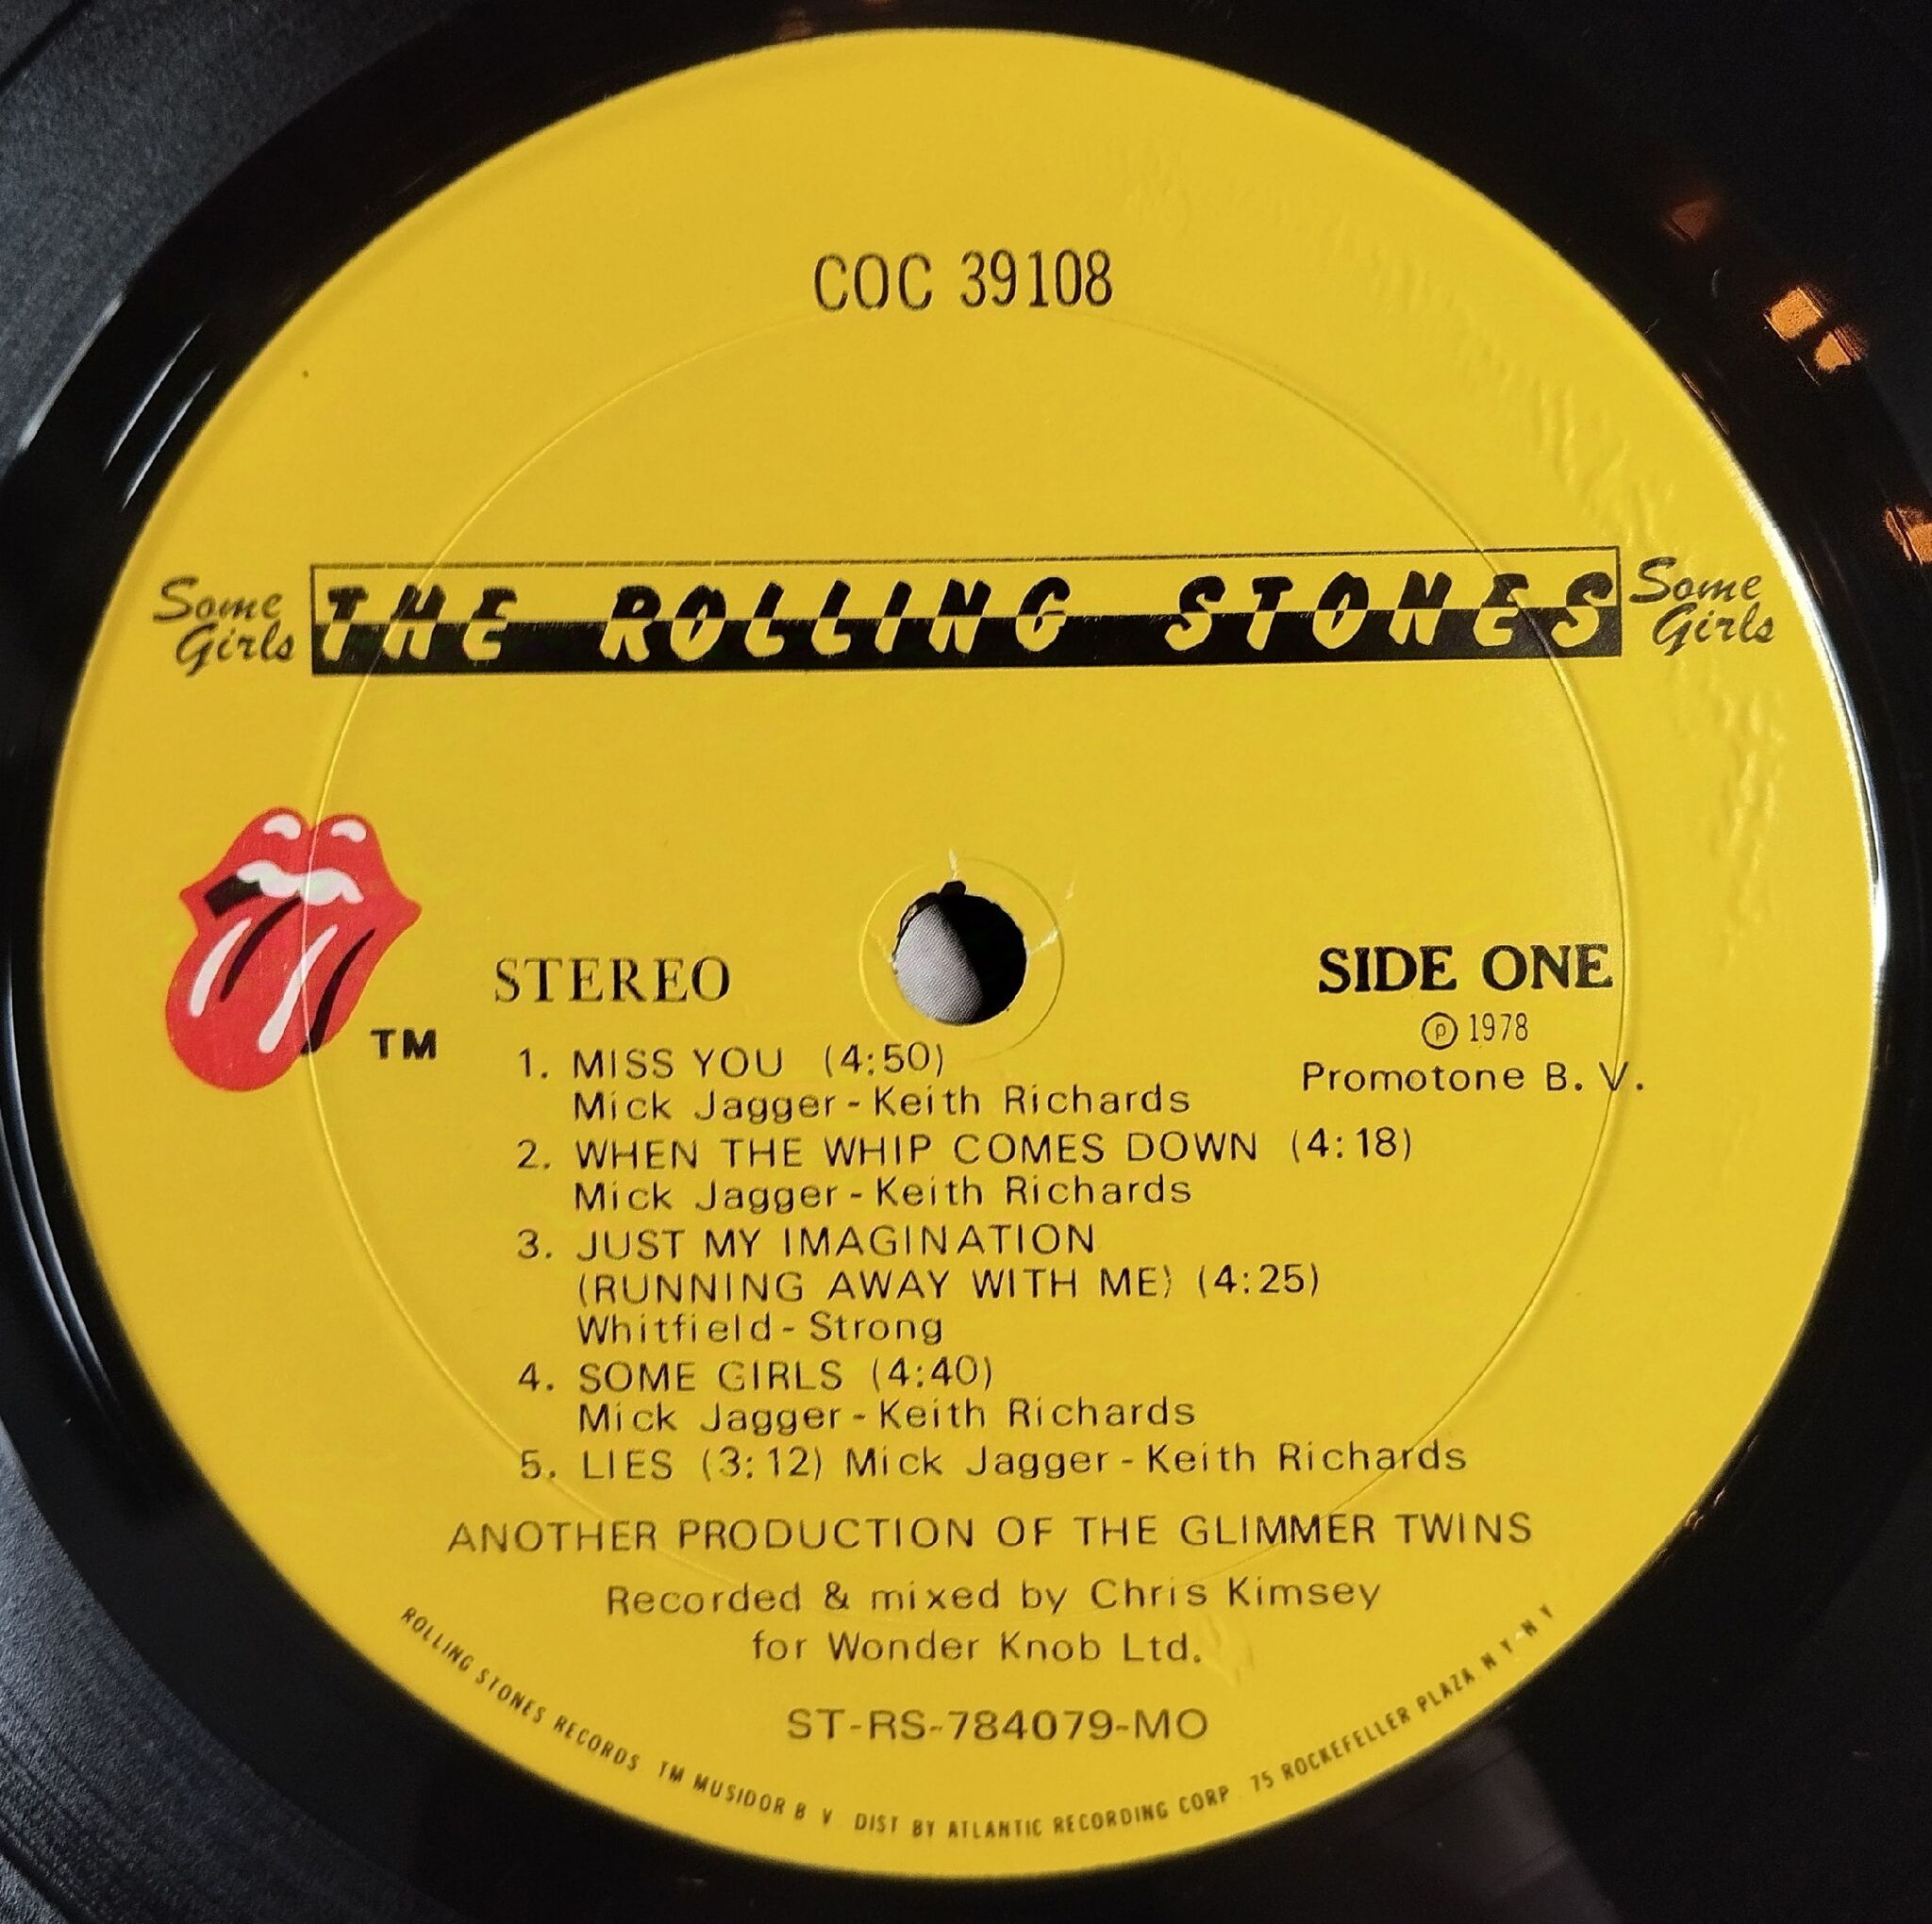 COC 39108
Some
Girls
THE ROLLING STONES
Some
Girls
TM
STEREO
SIDE ONE
℗ 1978
Promotone B. V.
1. MISS YOU (4:50)
Mick Jagger - Keith Richards
2. WHEN THE WHIP COMES DOWN (4:18)
Mick Jagger - Keith Richards
3. JUST MY IMAGINATION
(RUNNING AWAY WITH ME) (4:25)
Whitfield - Strong
4. SOME GIRLS (4:40)
Mick Jagger - Keith Richards
5. LIES (3:12) Mick Jagger - Keith Richards
ANOTHER PRODUCTION OF THE GLIMMER TWINS
Recorded & mixed by Chris Kimsey
for Wonder Knob Ltd.
ST-RS-784079-MO
ROLLING STONES RECORDS TM MUSIDOR B V DIST BY ATLANTIC RECORDING CORP 75 ROCKEFELLER PLAZA N Y N Y